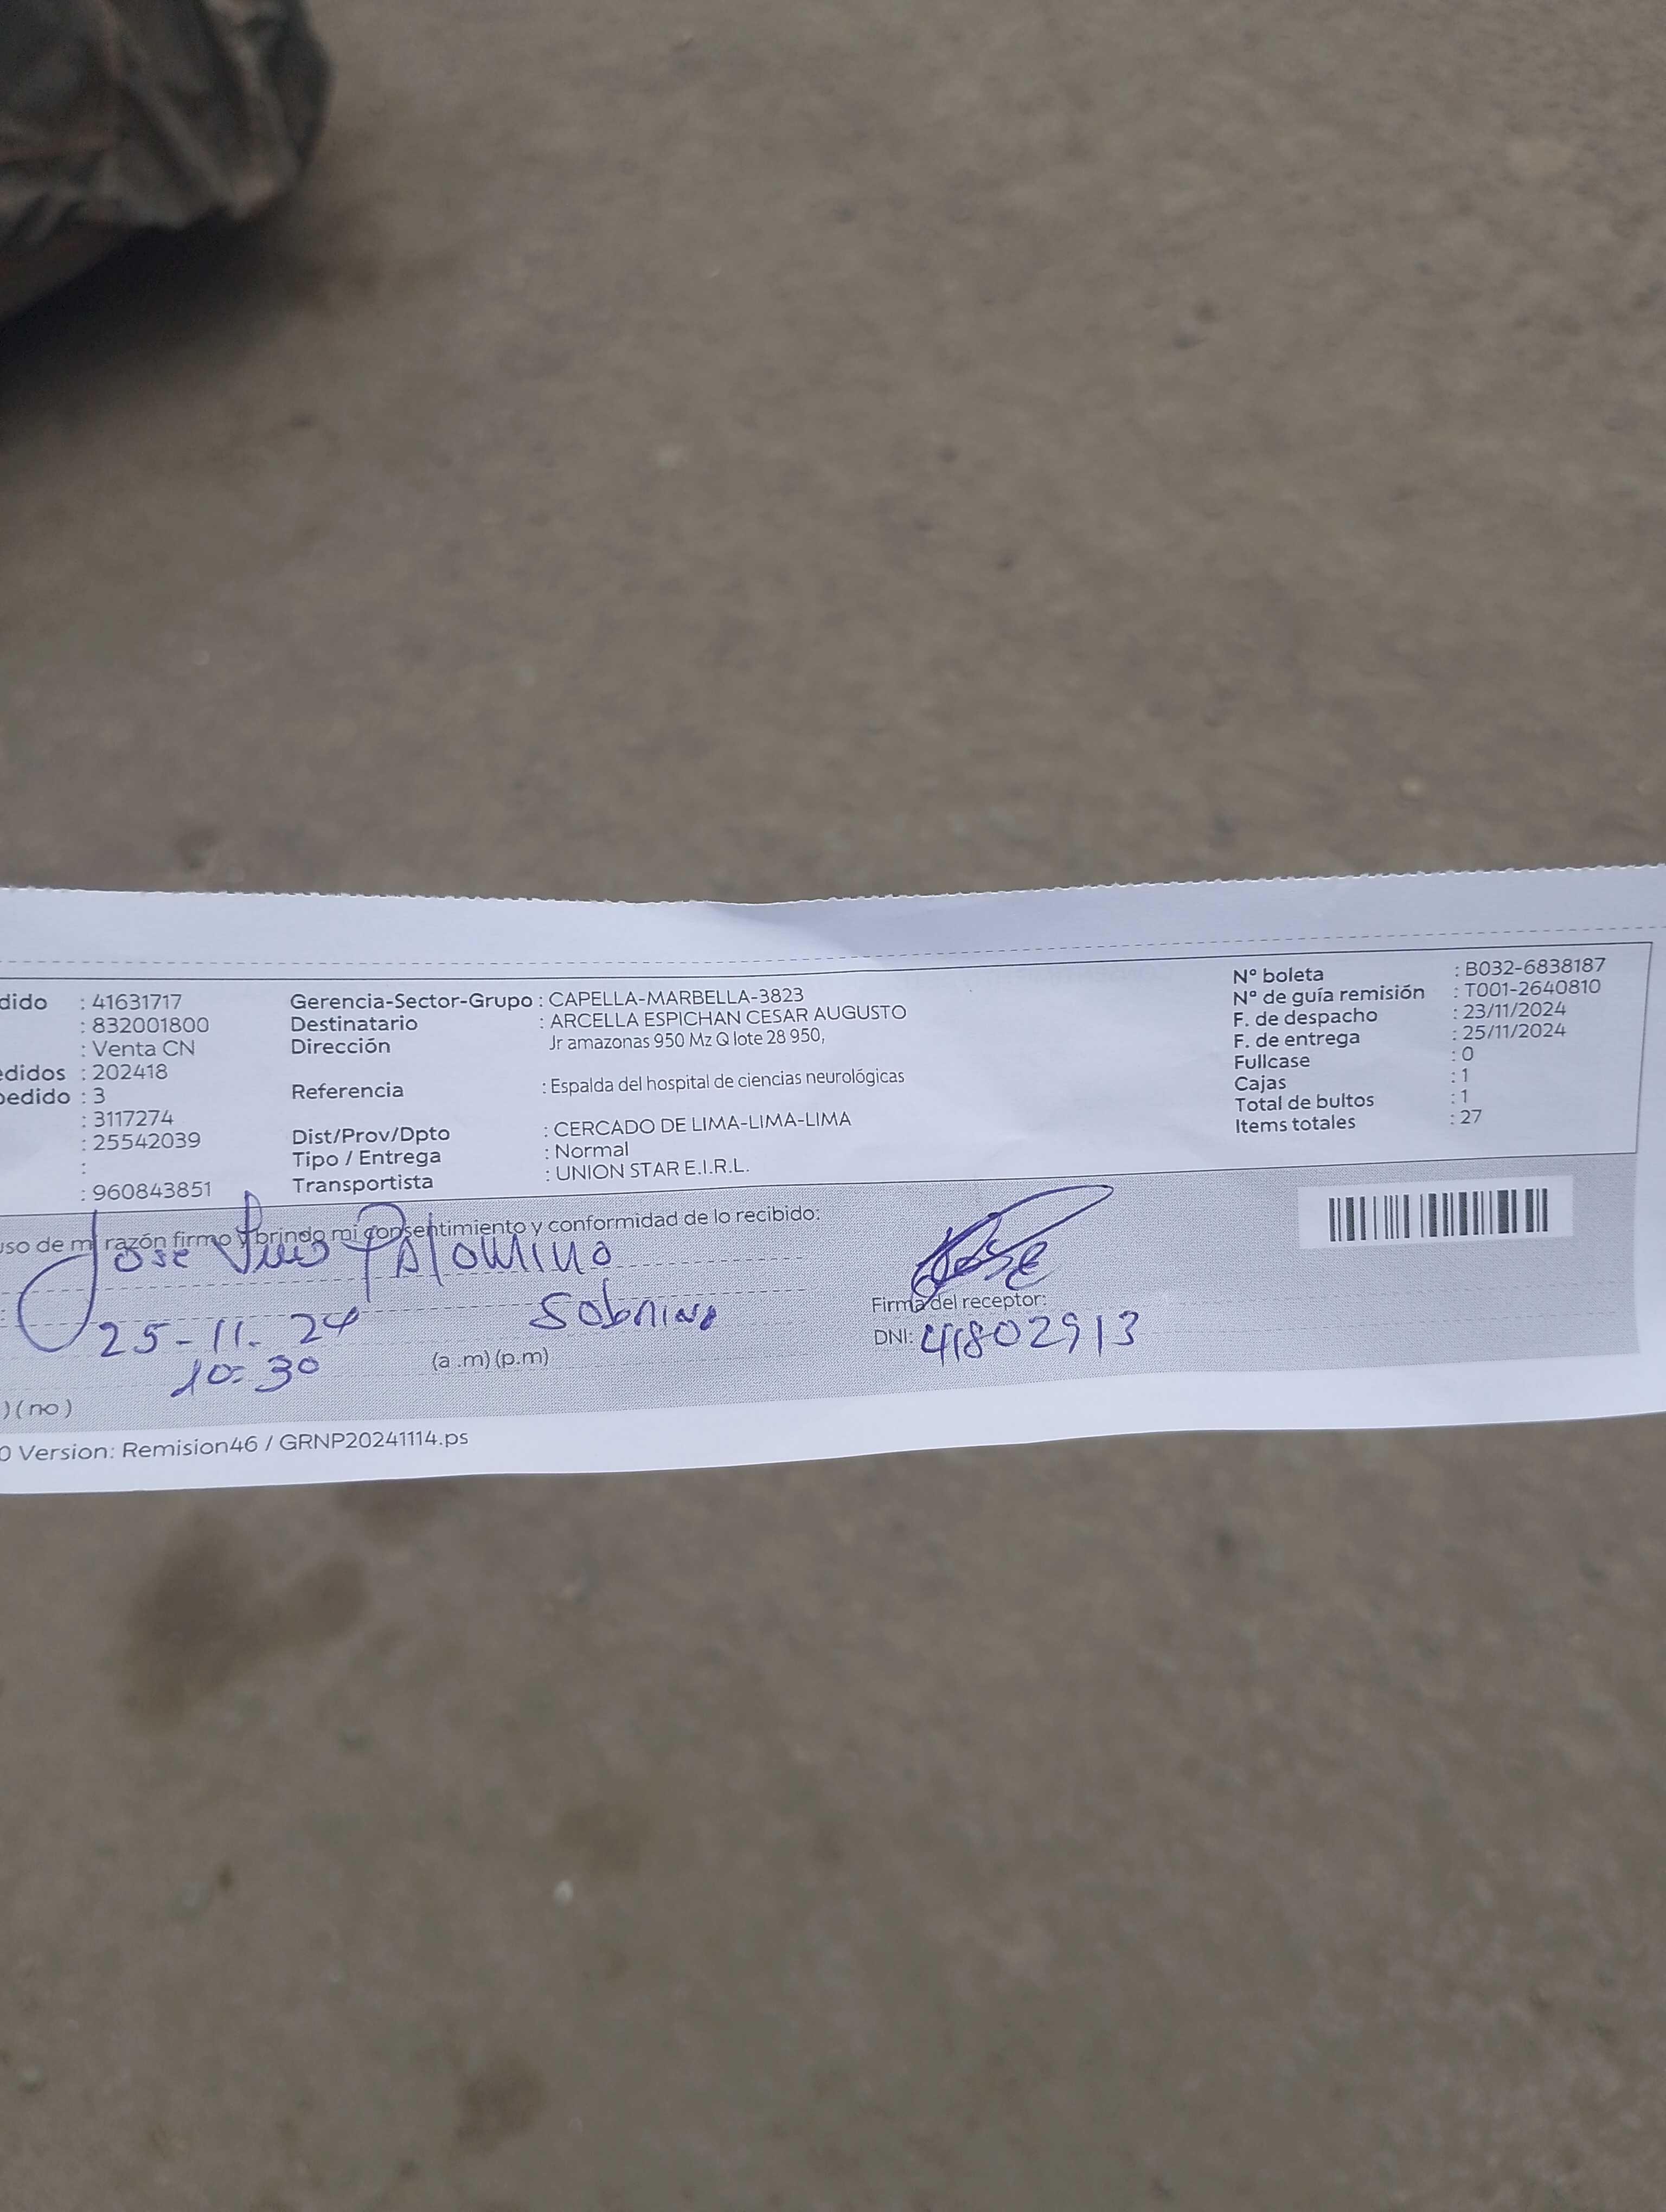 dido : 41631717 Gerencia-Sector-Grupo : CAPELLA-MARBELLA-3823 N° boleta : B032-6838187
: 832001800 Destinatario : ARCELLA ESPICHAN CESAR AUGUSTO N° de guía remisión : T001-2640810
: Venta CN Dirección Jr amazonas 950 Mz Q lote 28 950, F. de despacho : 23/11/2024
edidos : 202418 F. de entrega : 25/11/2024
pedido : 3 Referencia : Espalda del hospital de ciencias neurológicas Fullcase : 0
: 3117274 Cajas : 1
: 25542039 Dist/Prov/Dpto : CERCADO DE LIMA-LIMA-LIMA Total de bultos : 1
: Tipo / Entrega : Normal Items totales : 27
: 960843851 Transportista : UNION STAR E.I.R.L.
uso de mi razón firmo y brindo mi consentimiento y conformidad de lo recibido:
Jose Luis Palomino
Sobrino
Firma del receptor:
25-11-24 DNI: 41802913
10:30 (a .m) (p.m)
) ( no )
0 Version: Remision46 / GRNP20241114.ps